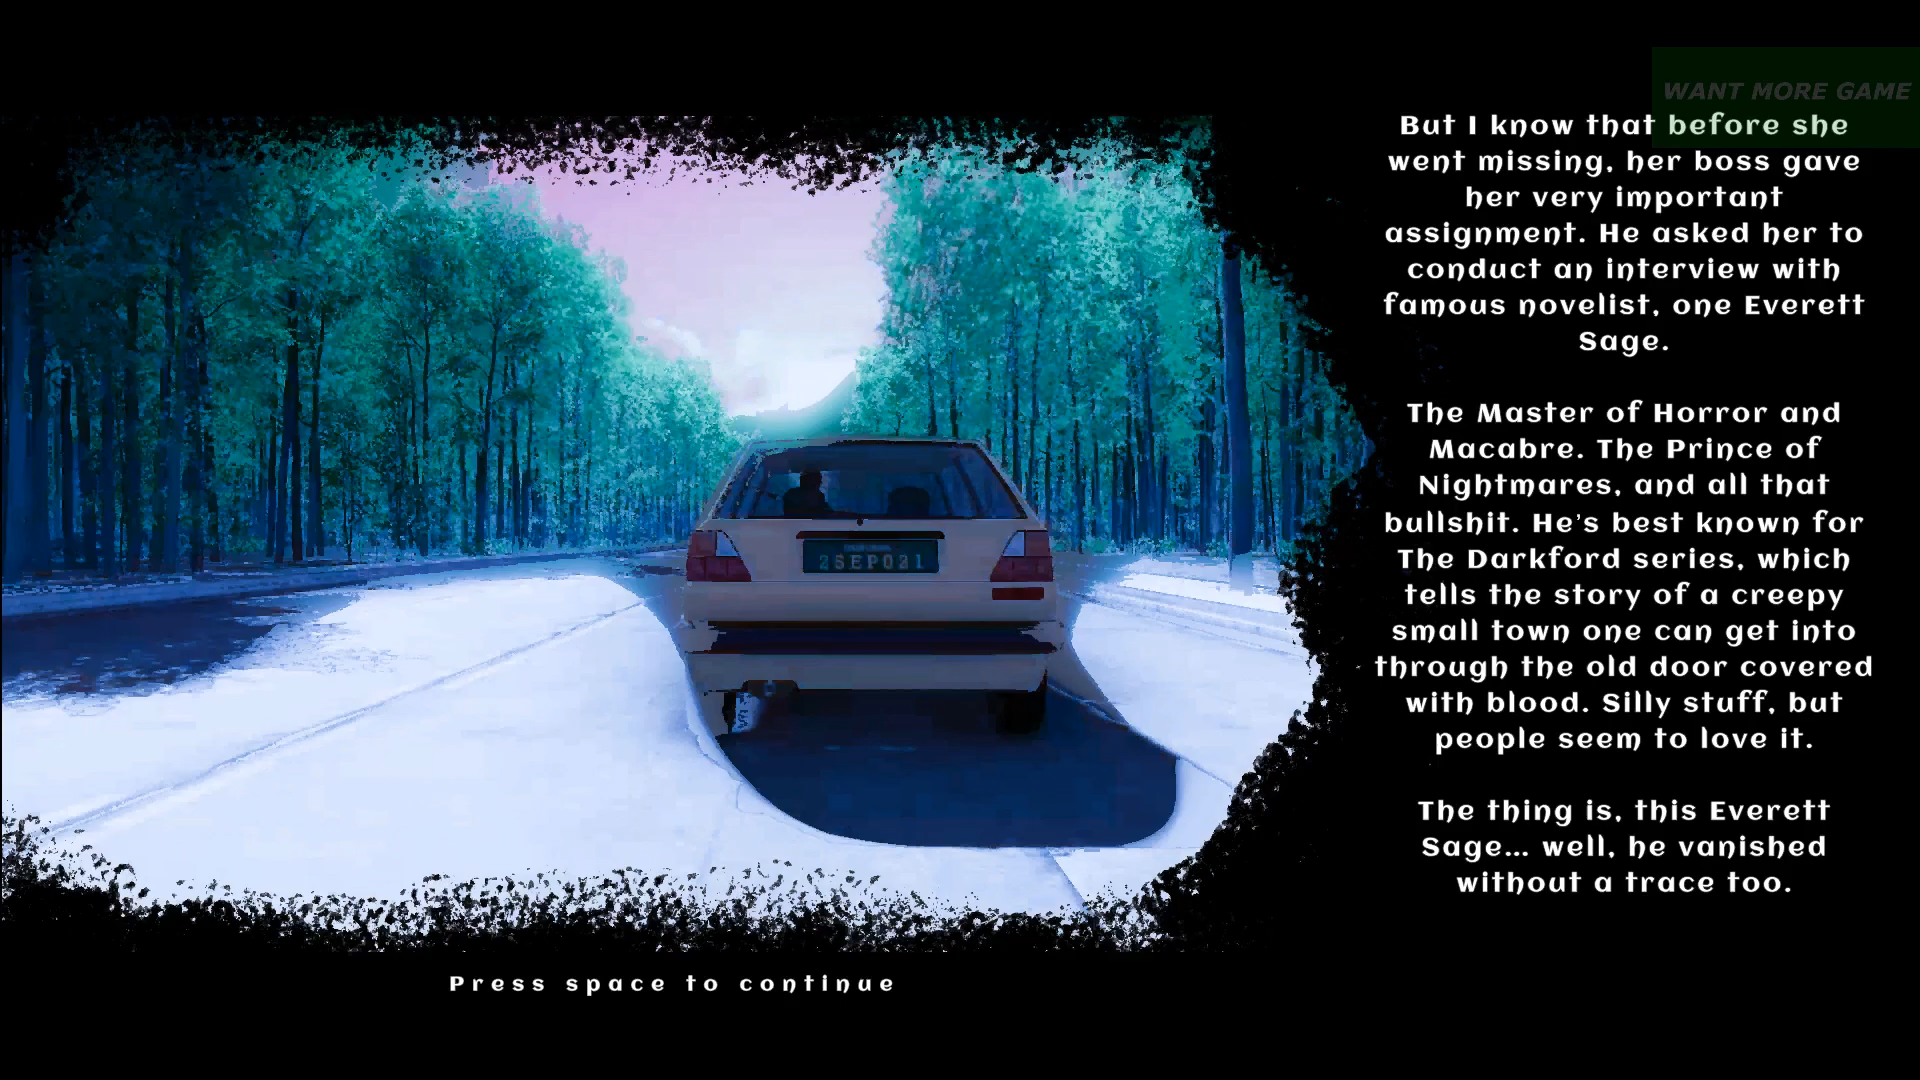 WANT MORE GAME
But I know that before she
went missing, her boss gave
her very important
assignment. He asked her to
conduct an interview with
famous novelist, one Everett
Sage.
The Master of Horror and
Macabre. The Prince of
Nightmares, and all that
bullshit. He's best known for
The Darkford series, which
tells the story of a creepy
small town one can get into
through the old door covered
with blood. Silly stuff, but
people seem to love it.
The thing is, this Everett
Sage... well, he vanished
without a trace too.
2SEP021
Press space to continue